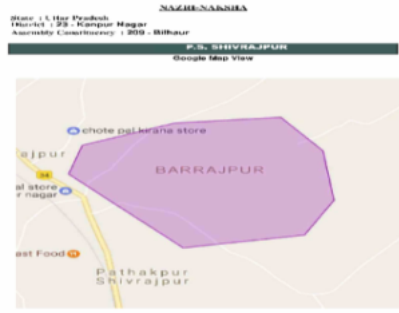 NAZRI-NAKSHA
State : Uttar Pradesh
District : 23 - Kanpur Nagar
Assembly Constituency : 209 - Bilhaur
P.S. SHIVRAJPUR
Google Map View
chote pal kirana store
ajpur
34
BARRAJPUR
al store
r nagar
ast Food
Pathakpur
Shivrajpur